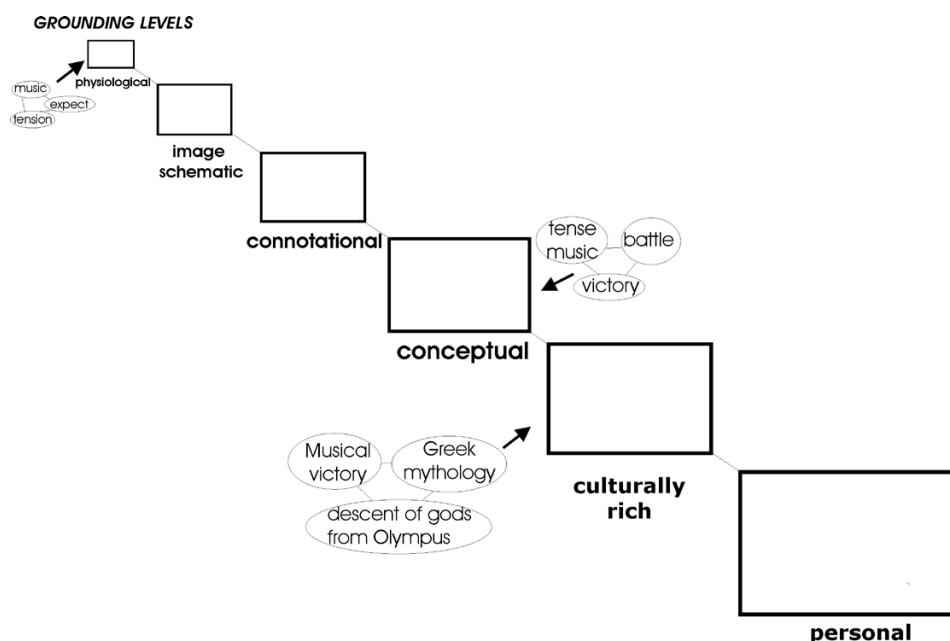 GROUNDING LEVELS
physiological
music
expect
tension
image
schematic
connotational
tense
music
battle
victory
conceptual
Musical
victory
Greek
mythology
descent of gods
from Olympus
culturally
rich
personal